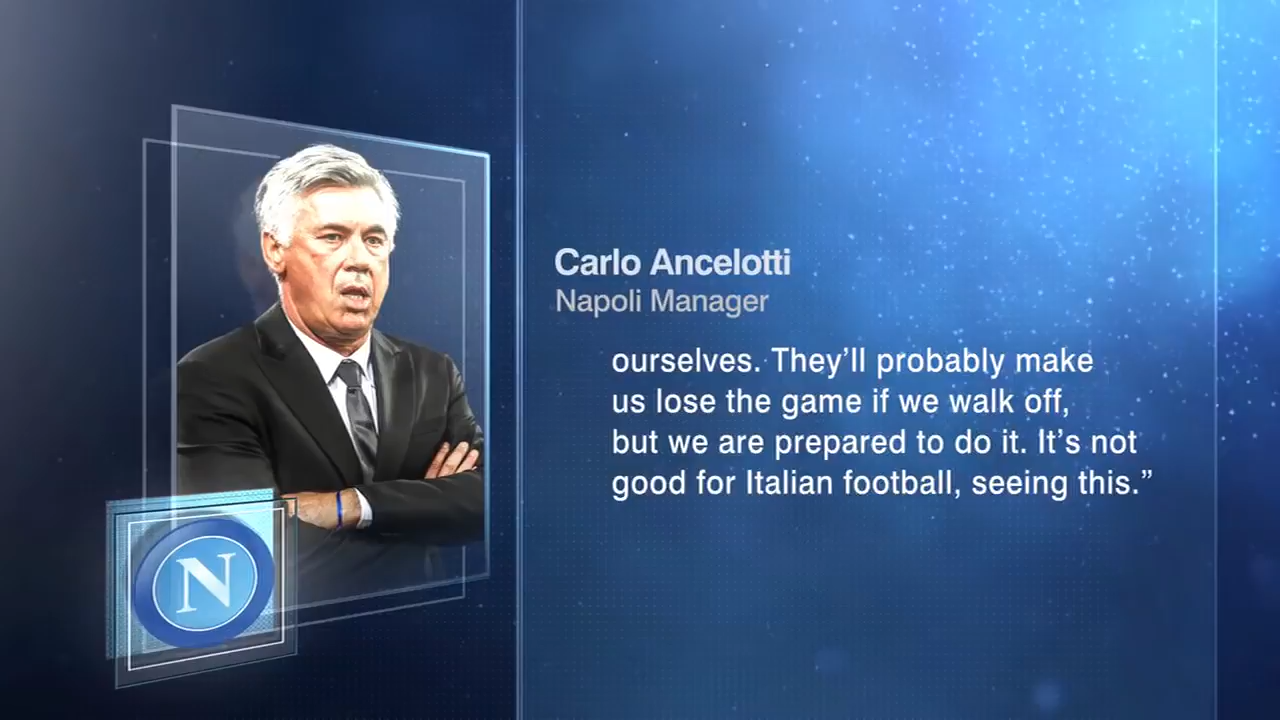 Carlo Ancelotti
Napoli Manager
ourselves. They’ll probably make
us lose the game if we walk off,
but we are prepared to do it. It’s not
good for Italian football, seeing this.”
N